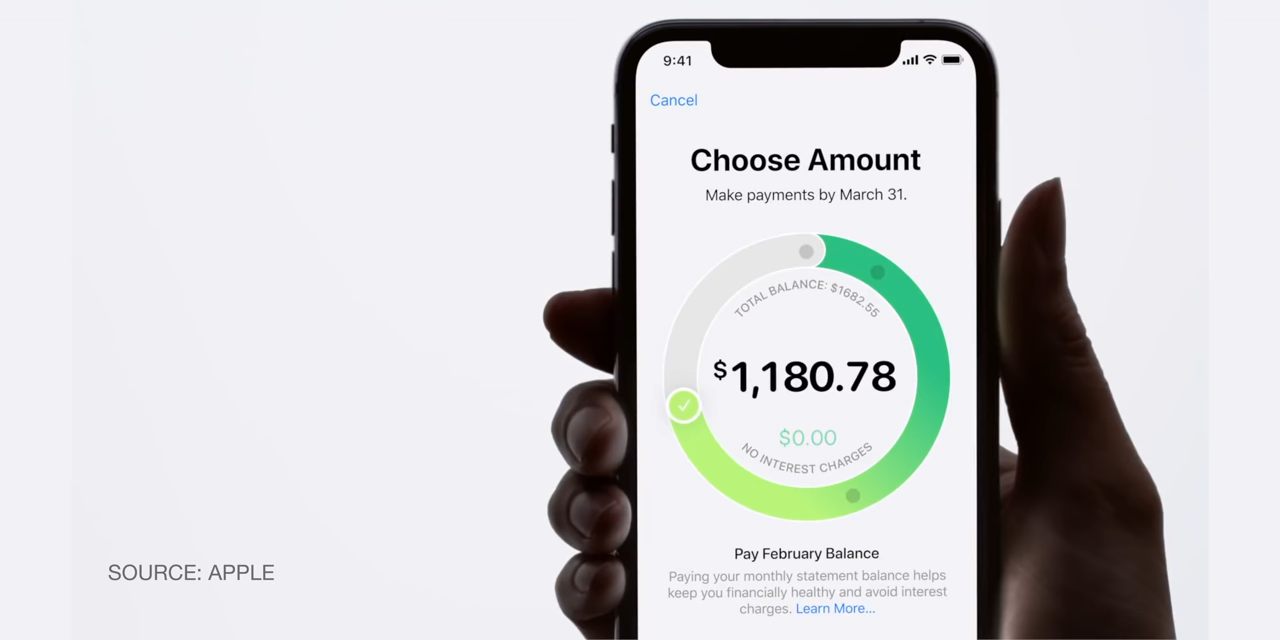 9:41
Cancel
Choose Amount
Make payments by March 31.
TOTAL BALANCE: $1682.55
$1,180.78
$0.00
NO INTEREST CHARGES
Pay February Balance
Paying your monthly statement balance helps
keep you financially healthy and avoid interest
charges. Learn More...
SOURCE: APPLE